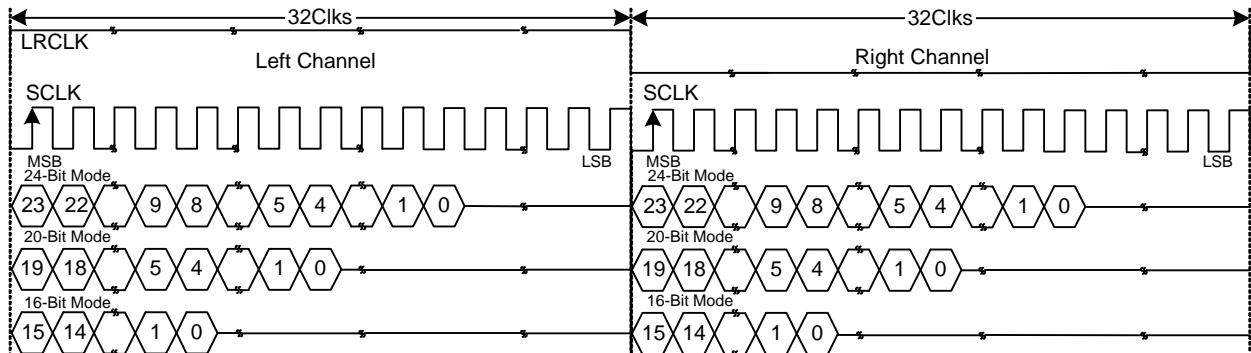 32Clks 32Clks
LRCLK
Left Channel Right Channel
SCLK SCLK
MSB LSB MSB LSB
24-Bit Mode 24-Bit Mode
23 22 9 8 5 4 1 0 23 22 9 8 5 4 1 0
20-Bit Mode 20-Bit Mode
19 18 5 4 1 0 19 18 5 4 1 0
16-Bit Mode 16-Bit Mode
15 14 1 0 15 14 1 0